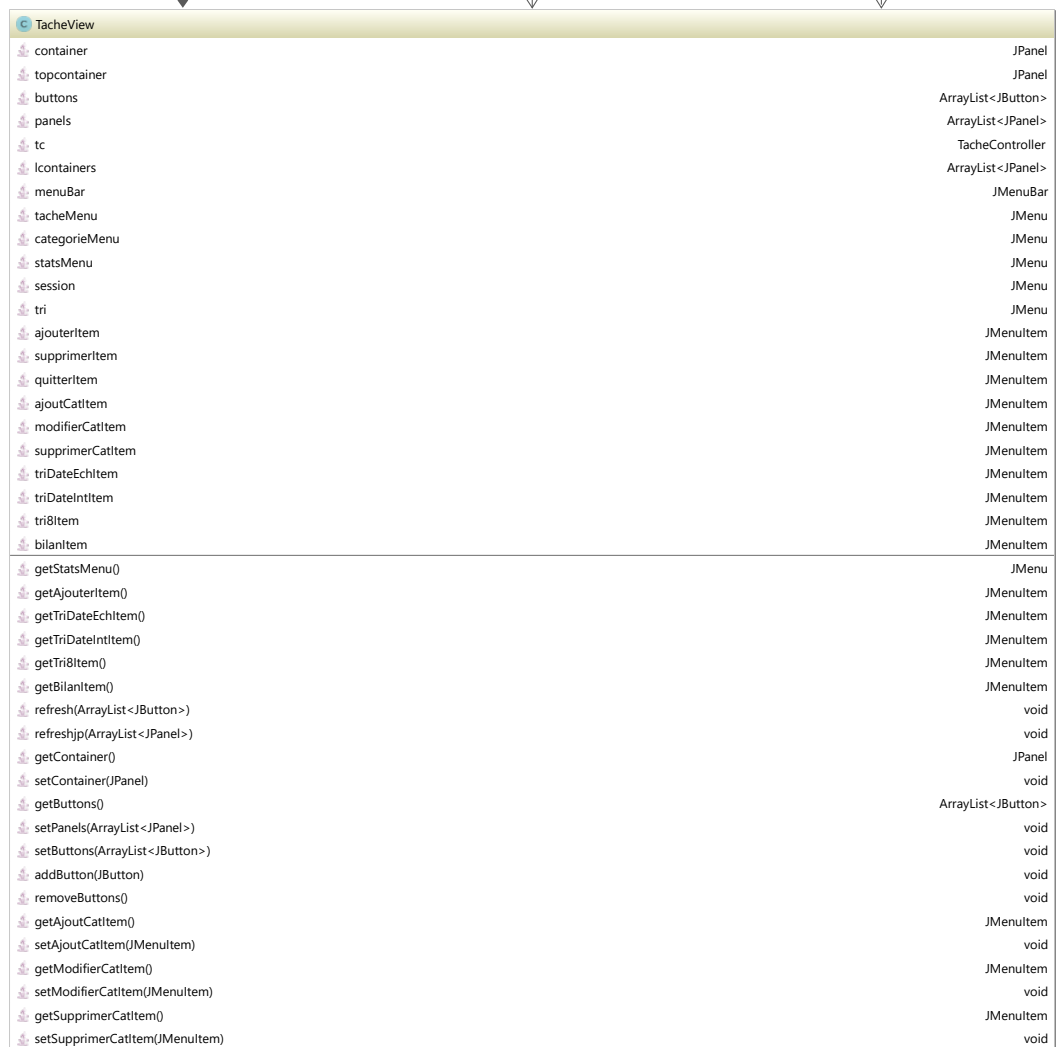 C TacheView
container JPanel
topcontainer JPanel
buttons ArrayList<JButton>
panels ArrayList<JPanel>
tc TacheController
lcontainers ArrayList<JPanel>
menuBar JMenuBar
tacheMenu JMenu
categorieMenu JMenu
statsMenu JMenu
session JMenu
tri JMenu
ajouterItem JMenuItem
supprimerItem JMenuItem
quitterItem JMenuItem
ajoutCatItem JMenuItem
modifierCatItem JMenuItem
supprimerCatItem JMenuItem
triDateEchItem JMenuItem
triDateIntItem JMenuItem
tri8Item JMenuItem
bilanItem JMenuItem
getStatsMenu() JMenu
getAjouterItem() JMenuItem
getTriDateEchItem() JMenuItem
getTriDateIntItem() JMenuItem
getTri8Item() JMenuItem
getBilanItem() JMenuItem
refresh(ArrayList<JButton>) void
refreshjp(ArrayList<JPanel>) void
getContainer() JPanel
setContainer(JPanel) void
getButtons() ArrayList<JButton>
setPanels(ArrayList<JPanel>) void
setButtons(ArrayList<JButton>) void
addButton(JButton) void
removeButtons() void
getAjoutCatItem() JMenuItem
setAjoutCatItem(JMenuItem) void
getModifierCatItem() JMenuItem
setModifierCatItem(JMenuItem) void
getSupprimerCatItem() JMenuItem
setSupprimerCatItem(JMenuItem) void